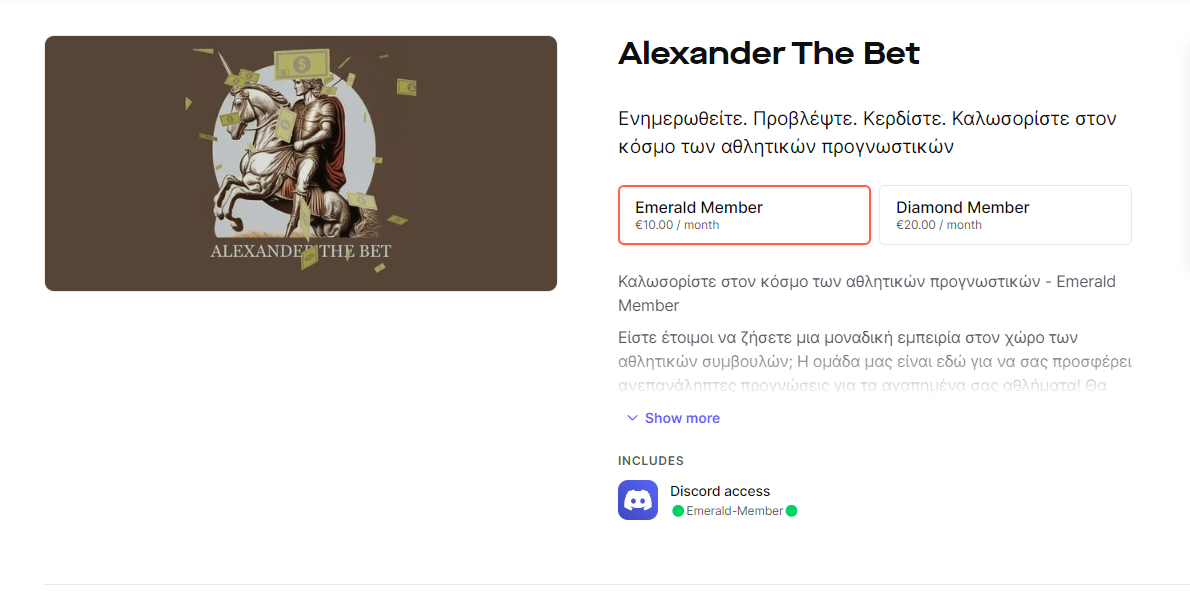 ALEXANDER THE BET
Alexander The Bet
Ενημερωθείτε. Προβλέψτε. Κερδίστε. Καλωσορίστε στον
κόσμο των αθλητικών προγνωστικών
Emerald Member
€10.00 / month
Diamond Member
€20.00 / month
Καλωσορίστε στον κόσμο των αθλητικών προγνωστικών - Emerald
Member
Είστε έτοιμοι να ζήσετε μια μοναδική εμπειρία στον χώρο των
αθλητικών συμβουλών; Η ομάδα μας είναι εδώ για να σας προσφέρει
ανεπανάληπτες προγνώσεις για τα αγαπημένα σας αθλήματα! Θα
Show more
INCLUDES
Discord access
Emerald-Member